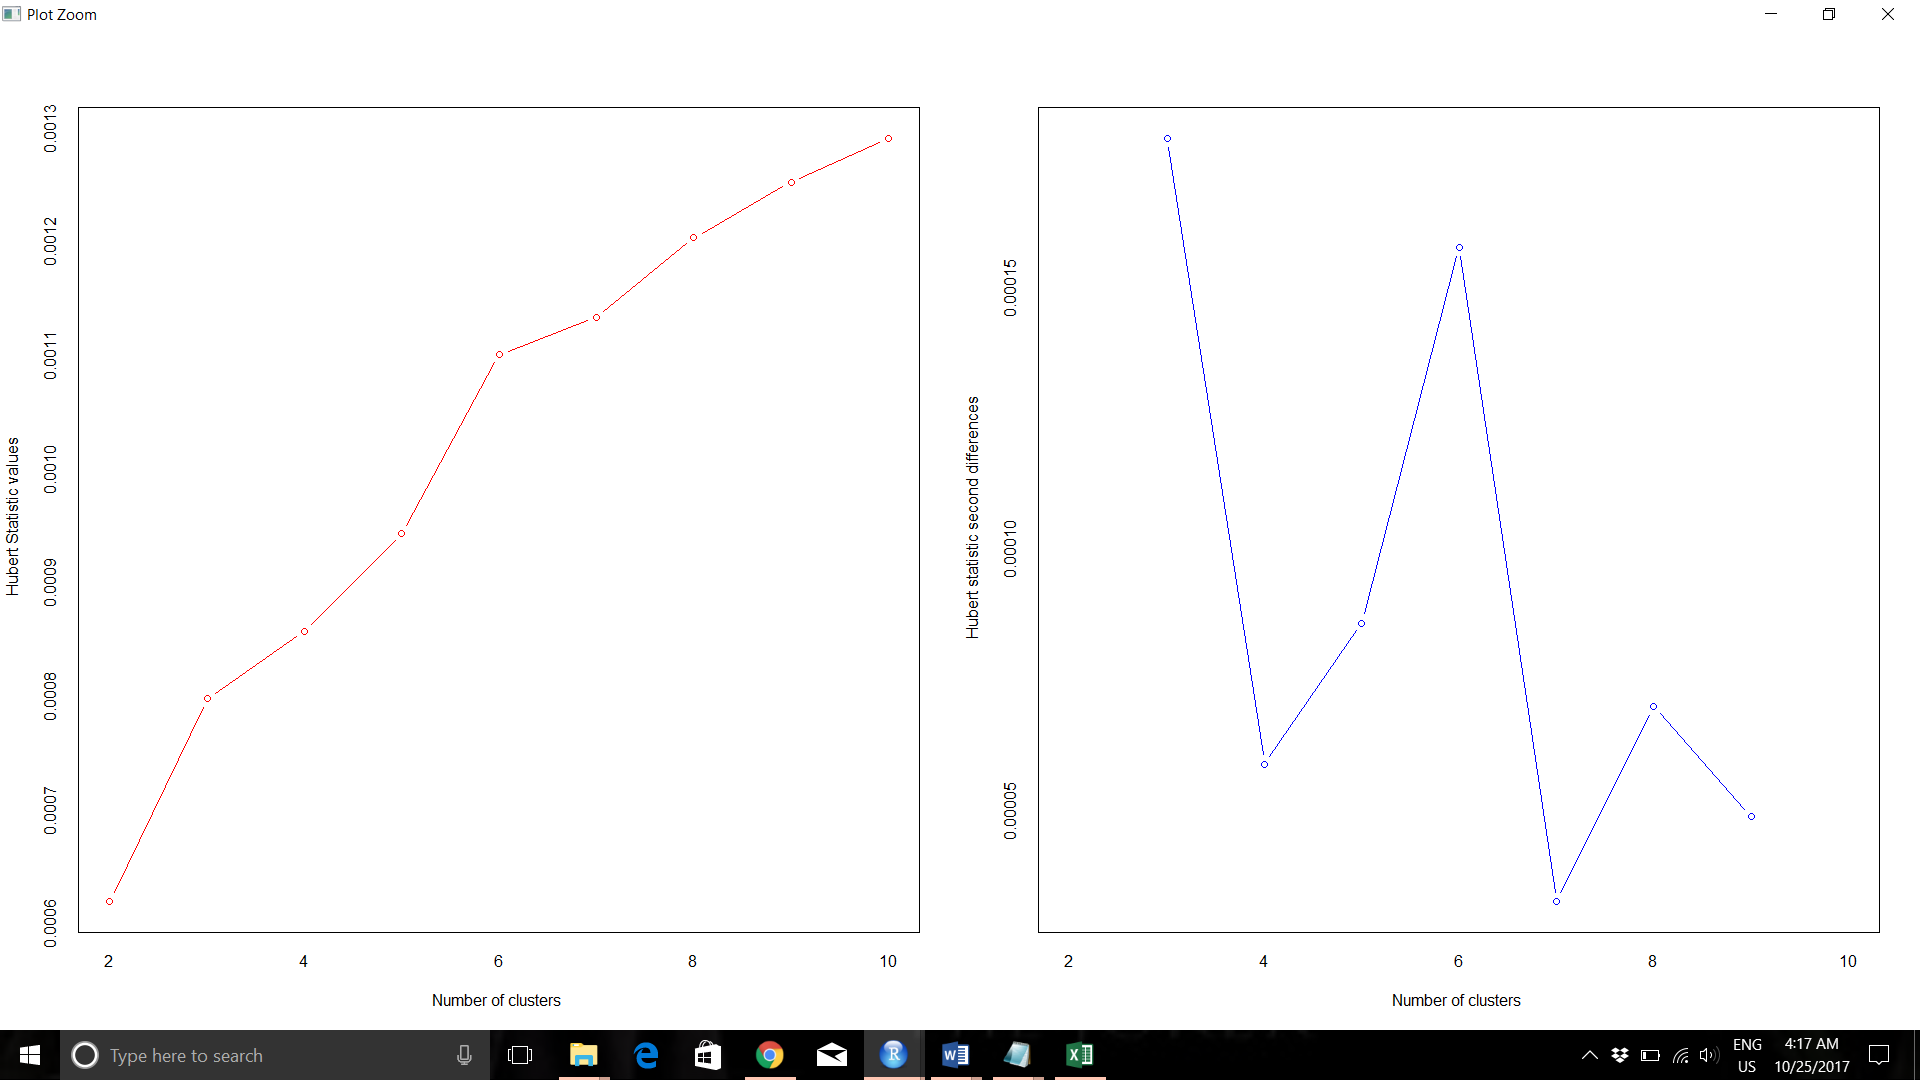 Plot Zoom
Hubert Statistic values
0.0006
0.0007
0.0008
0.0009
0.0010
0.0011
0.0012
0.0013
2 4 6 8 10
Number of clusters
Hubert statistic second differences
0.00005
0.00010
0.00015
2 4 6 8 10
Number of clusters
Type here to search
ENG
US
4:17 AM
10/25/2017